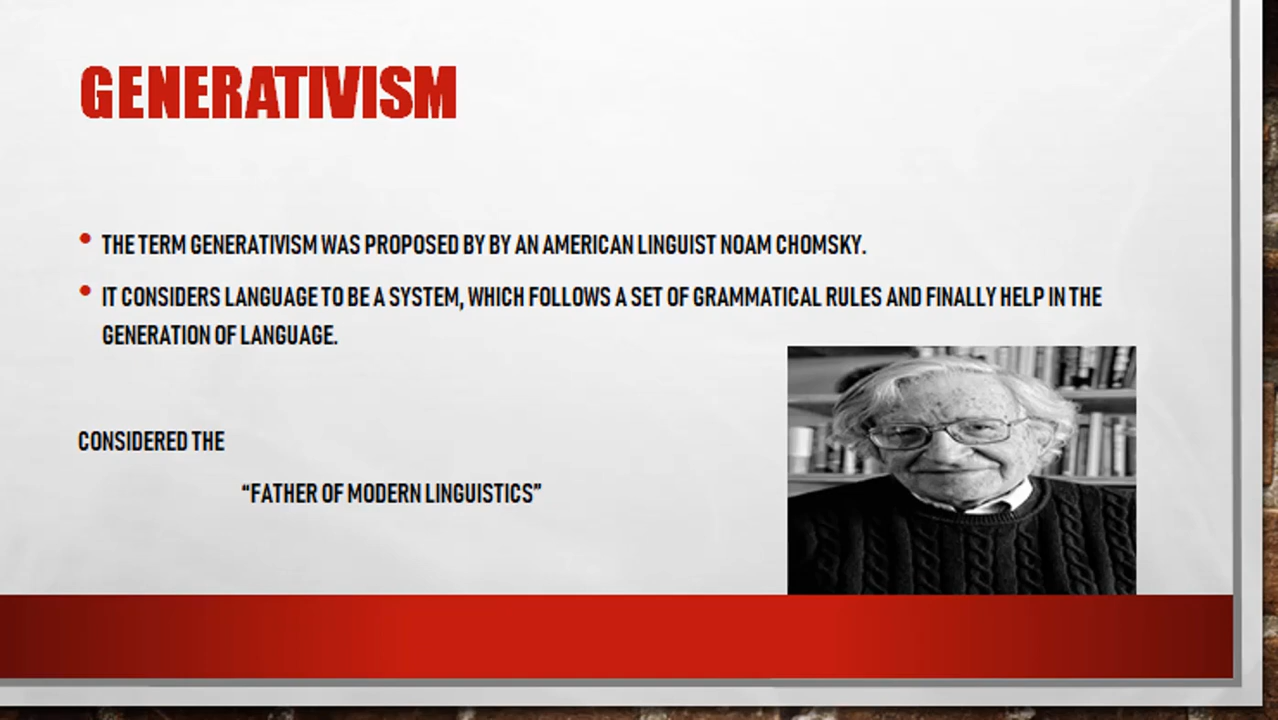 GENERATIVISM
• THE TERM GENERATIVISM WAS PROPOSED BY BY AN AMERICAN LINGUIST NOAM CHOMSKY.
• IT CONSIDERS LANGUAGE TO BE A SYSTEM, WHICH FOLLOWS A SET OF GRAMMATICAL RULES AND FINALLY HELP IN THE
GENERATION OF LANGUAGE.
CONSIDERED THE
“FATHER OF MODERN LINGUISTICS”